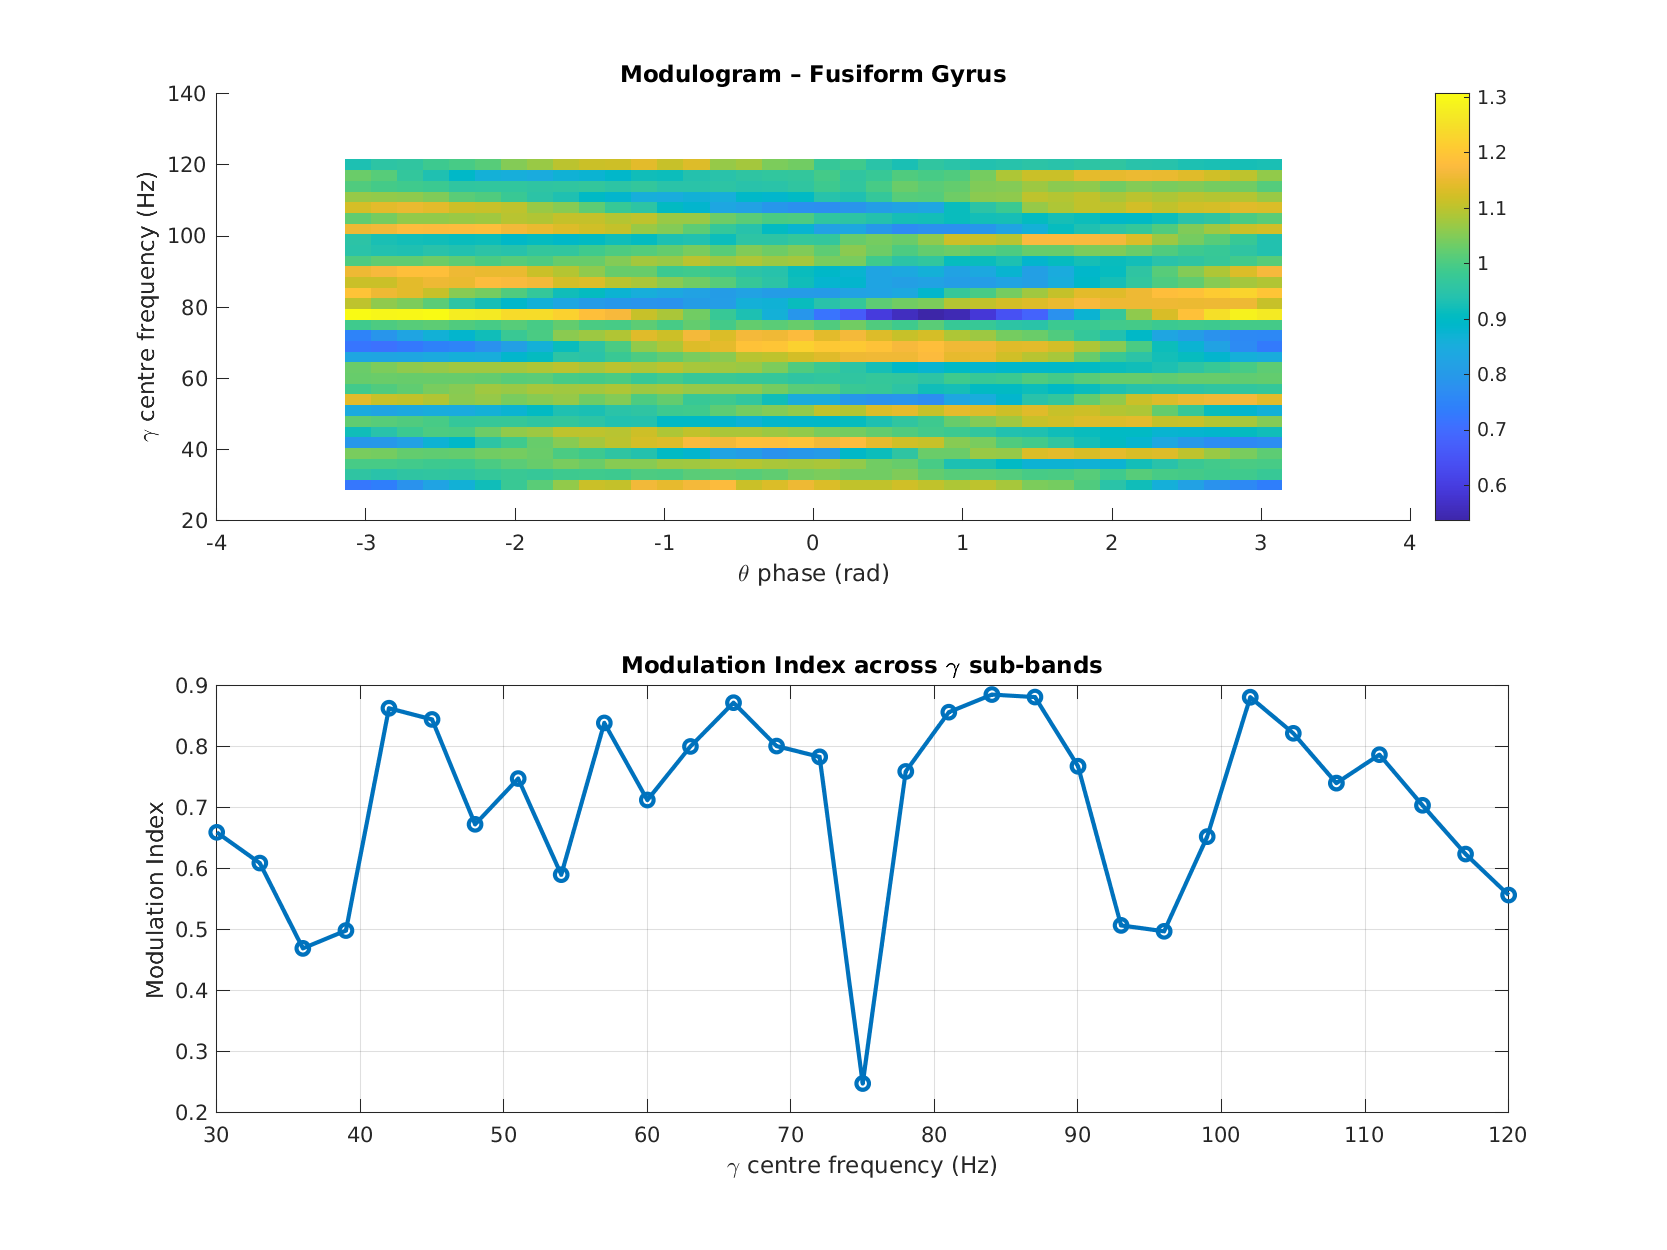 Modulogram – Fusiform Gyrus
140
120
100
80
60
40
20
γ centre frequency (Hz)
-4 -3 -2 -1 0 1 2 3 4
θ phase (rad)
1.3
1.2
1.1
1
0.9
0.8
0.7
0.6
Modulation Index across γ sub-bands
0.9
0.8
0.7
0.6
0.5
0.4
0.3
0.2
Modulation Index
30 40 50 60 70 80 90 100 110 120
γ centre frequency (Hz)